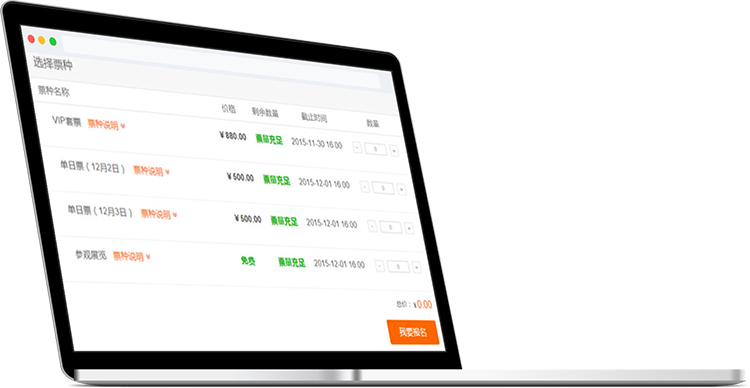 选择票种
票种名称 价格 剩余数量 截止时间 数量
VIP套票 票种说明 ¥880.00 票量充足 2015-11-30 16:00 - 0 +
单日票（12月2日） 票种说明 ¥500.00 票量充足 2015-12-01 16:00 - 0 +
单日票（12月3日） 票种说明 ¥500.00 票量充足 2015-12-01 16:00 - 0 +
参观展览 票种说明 免费 票量充足 2015-12-01 16:00 - 0 +
总价：¥0.00
我要报名